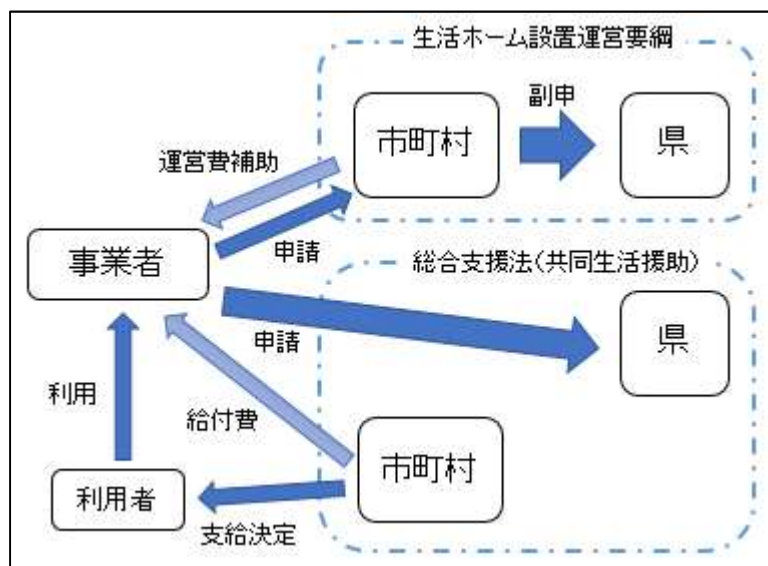 生活ホーム設置運営要綱
副申
市町村
県
運営費補助
事業者
申請
総合支援法(共同生活援助)
申請
県
利用
給付費
市町村
利用者
支給決定